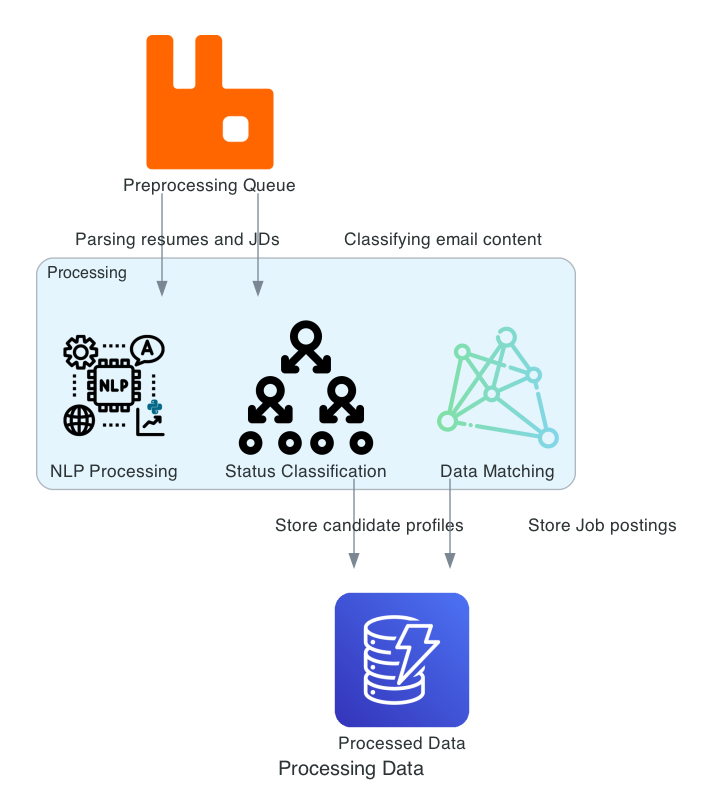 Preprocessing Queue
Parsing resumes and JDs
Classifying email content
Processing
A
NLP
NLP Processing
Status Classification
Data Matching
Store candidate profiles
Store Job postings
Processed Data
Processing Data